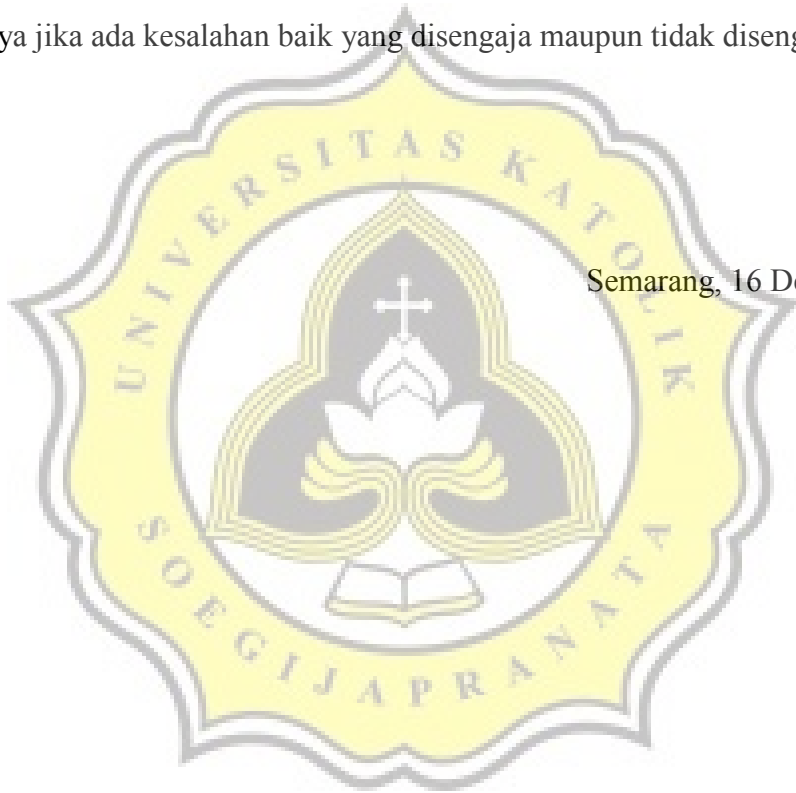 ya jika ada kesalahan baik yang disengaja maupun tidak diseng
UNIVERSITAS KATOLIK
Semarang, 16 De
SOEGIJAPRANATA